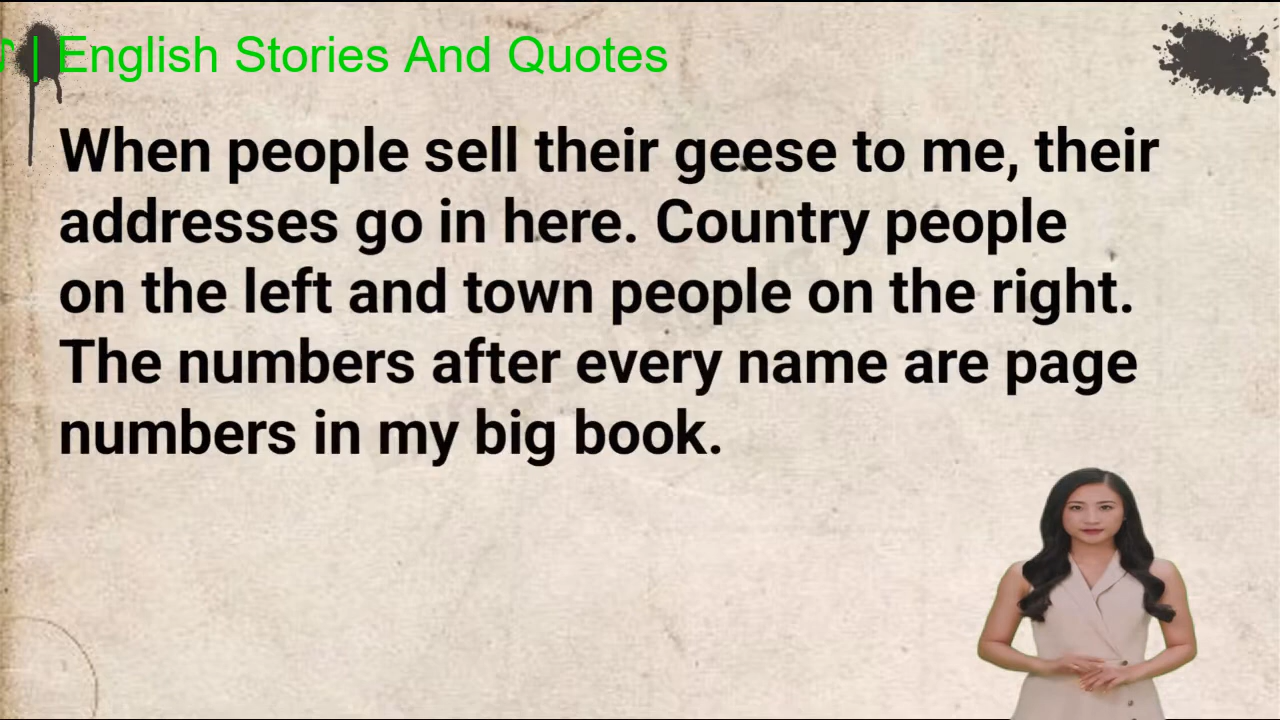 | English Stories And Quotes
When people sell their geese to me, their
addresses go in here. Country people
on the left and town people on the right.
The numbers after every name are page
numbers in my big book.